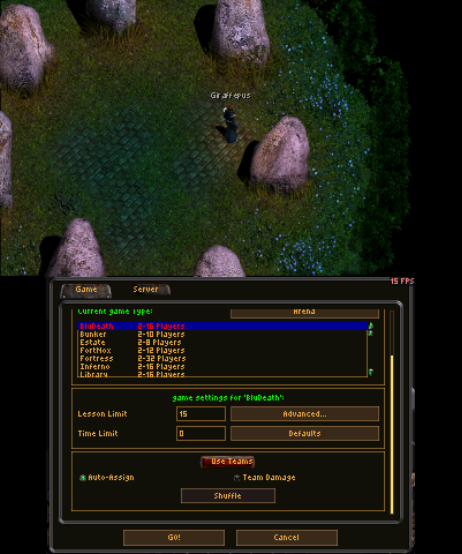 Giraffepus
15 FPS
Game Server
Current game type: Arena
BluDeath 2-16 Players
Bunker 2-10 Players
Estate 2-8 Players
FortNox 2-12 Players
Fortress 2-32 Players
Inferno 2-16 Players
Library 2-16 Players
game settings for 'BluDeath':
Lesson Limit 15 Advanced...
Time Limit 0 Defaults
Use Teams
Auto-Assign Team Damage
Shuffle
GO! Cancel